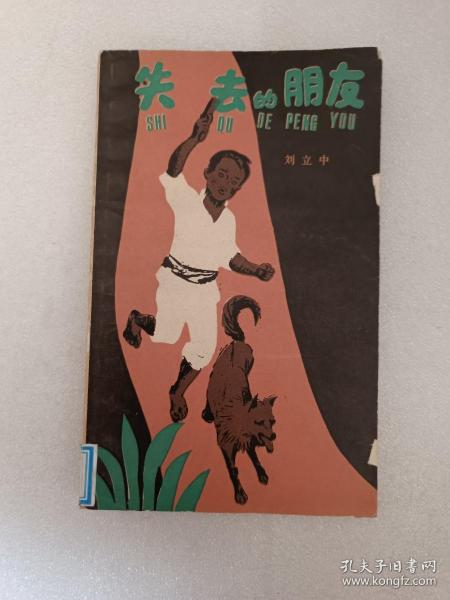 失去的朋友
SHI QU DE PENG YOU
刘立中
孔夫子旧书网
www.kongfz.com